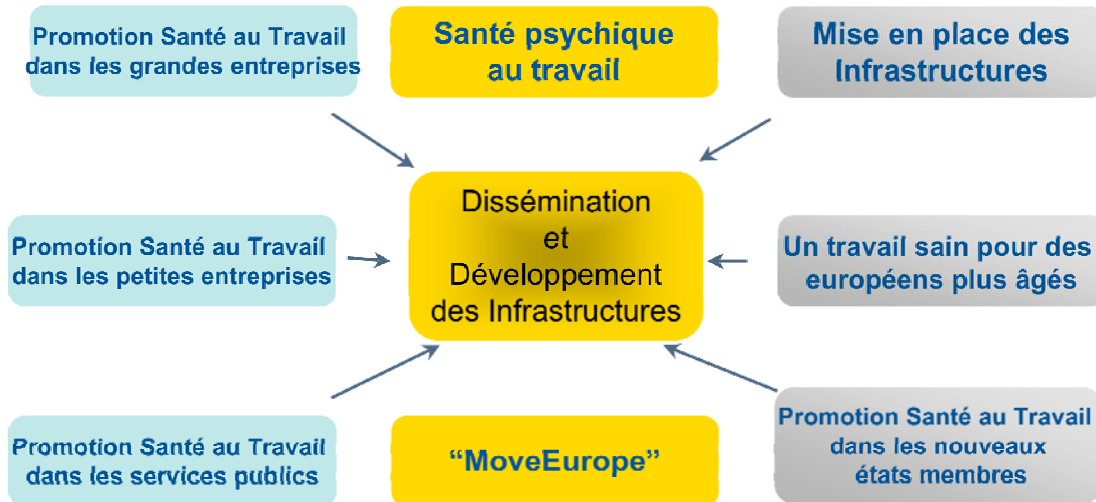 Promotion Santé au Travail
dans les grandes entreprises
Santé psychique
au travail
Mise en place des
Infrastructures
Promotion Santé au Travail
dans les petites entreprises
Dissémination
et
Développement
des Infrastructures
Un travail sain pour des
européens plus âgés
Promotion Santé au Travail
dans les services publics
“MoveEurope”
Promotion Santé au Travail
dans les nouveaux
états membres